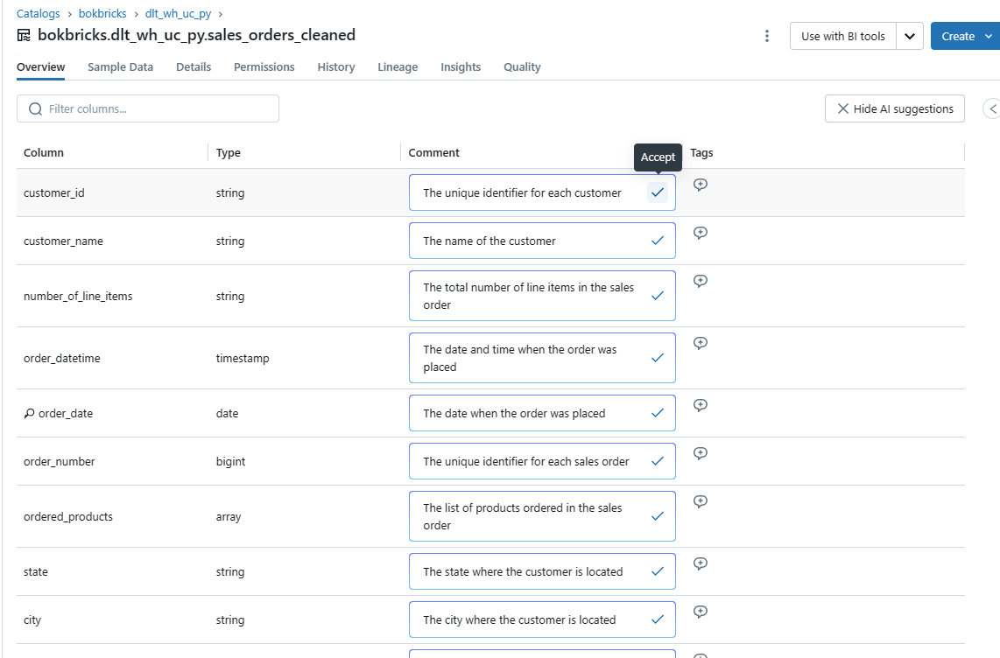 Catalogs > bokbricks > dlt_wh_uc_py >
bokbricks.dlt_wh_uc_py.sales_orders_cleaned
Use with BI tools
Create
Overview Sample Data Details Permissions History Lineage Insights Quality
Filter columns...
Hide AI suggestions
Column Type Comment Tags
Accept
customer_id string The unique identifier for each customer
customer_name string The name of the customer
number_of_line_items string The total number of line items in the sales
order
order_datetime timestamp The date and time when the order was
placed
order_date date The date when the order was placed
order_number bigint The unique identifier for each sales order
ordered_products array The list of products ordered in the sales
order
state string The state where the customer is located
city string The city where the customer is located